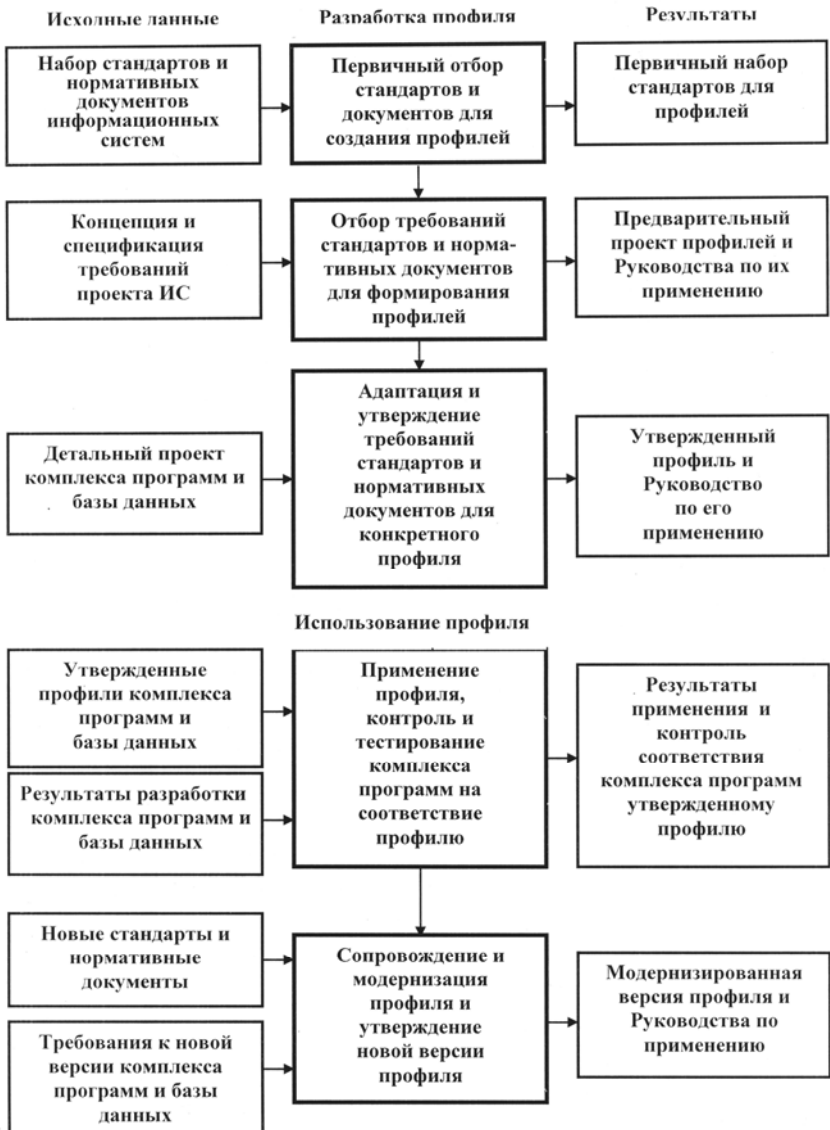 Исходные данные
Разработка профиля
Результаты
Набор стандартов и
нормативных
документов
информационных
систем
Первичный отбор
стандартов и
документов для
создания профилей
Первичный набор
стандартов для
профилей
Концепция и
спецификация
требований
проекта ИС
Отбор требований
стандартов и норма-
тивных документов
для формирования
профилей
Предварительный
проект профилей и
Руководства по их
применению
Детальный проект
комплекса программ и
базы данных
Адаптация и
утверждение
требований
стандартов и
нормативных
документов для
конкретного
профиля
Утвержденный
профиль и
Руководство
по его
применению
Использование профиля
Утвержденные
профили комплекса
программ и
базы данных
Результаты разработки
комплекса программ и
базы данных
Применение
профиля,
контроль и
тестирование
комплекса
программ на
соответствие
профилю
Результаты
применения и
контроль
соответствия
комплекса программ
утвержденному
профилю
Новые стандарты и
нормативные
документы
Требования к новой
версии комплекса
программ и базы
данных
Сопровождение и
модернизация
профиля и
утверждение
новой версии
профиля
Модернизированная
версия профиля и
Руководства по
применению